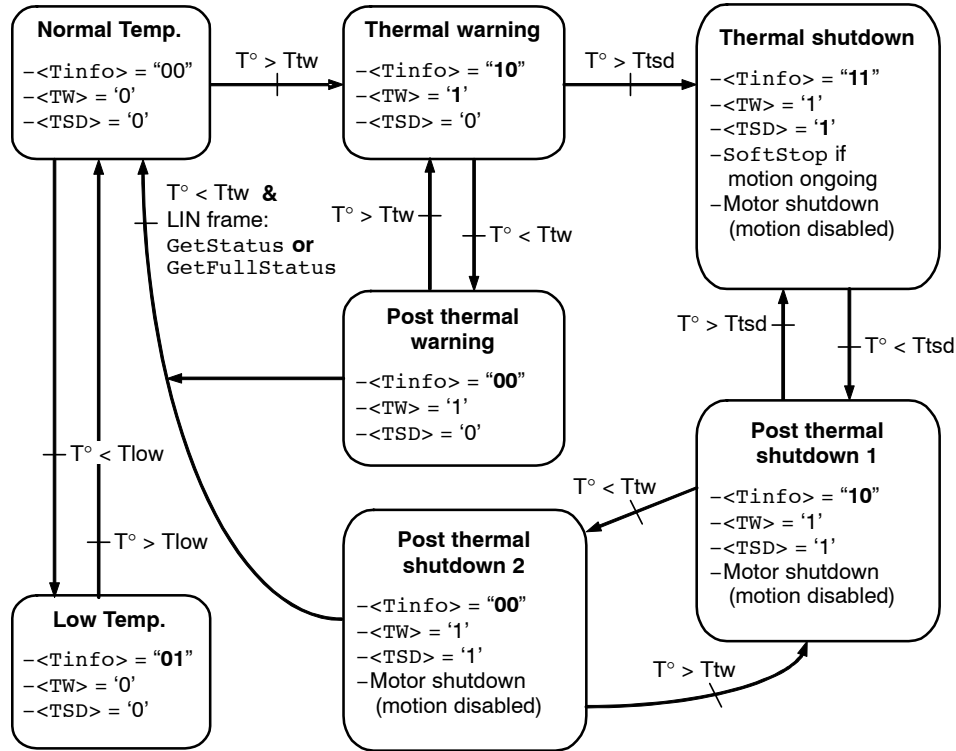 Normal Temp.
–<Tinfo> = “00”
–<TW> = ‘0’
–<TSD> = ‘0’
T° > Ttw
Thermal warning
–<Tinfo> = “10”
–<TW> = ‘1’
–<TSD> = ‘0’
T° > Ttsd
Thermal shutdown
–<Tinfo> = “11”
–<TW> = ‘1’
–<TSD> = ‘1’
–SoftStop if
motion ongoing
–Motor shutdown
(motion disabled)
T° < Ttw &
LIN frame:
GetStatus or
GetFullStatus
T° > Ttw
T° < Ttw
Post thermal
warning
–<Tinfo> = “00”
–<TW> = ‘1’
–<TSD> = ‘0’
T° > Ttsd
T° < Ttsd
Post thermal
shutdown 1
–<Tinfo> = “10”
–<TW> = ‘1’
–<TSD> = ‘1’
–Motor shutdown
(motion disabled)
T° < Tlow
T° > Tlow
T° < Ttw
Post thermal
shutdown 2
–<Tinfo> = “00”
–<TW> = ‘1’
–<TSD> = ‘1’
–Motor shutdown
(motion disabled)
T° > Ttw
Low Temp.
–<Tinfo> = “01”
–<TW> = ‘0’
–<TSD> = ‘0’